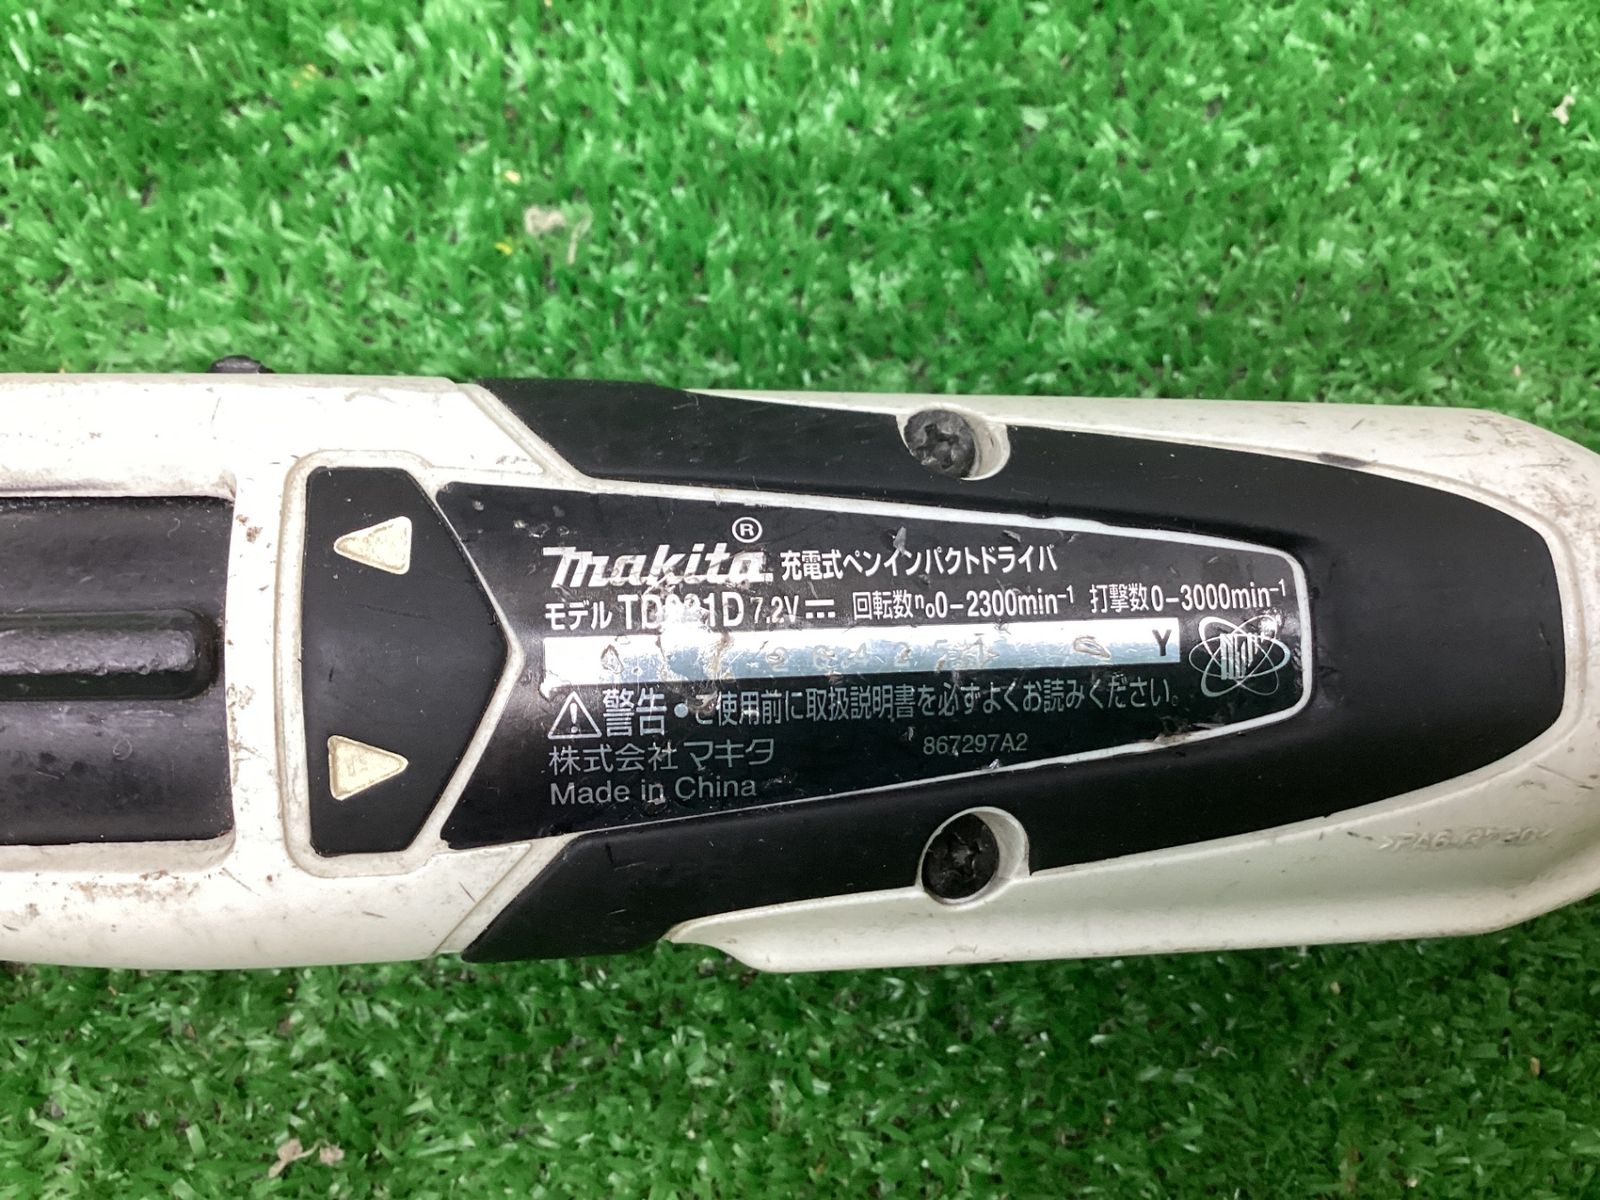 makita® 充電式ペンインパクトドライバ
モデル 7.2V⎓ 回転数n₀0-2300min⁻¹ 打撃数0-3000min⁻¹
Y
⚠警告 • ご使用前に取扱説明書を必ずよくお読みください。
株式会社マキタ 867297A2
Made in China